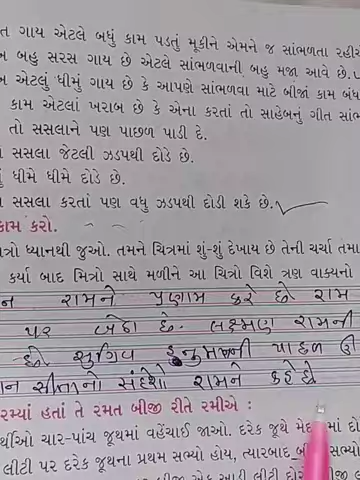 ત ગાય એટલે બધું કામ પડતું મૂકીને એમને જ સાંભળતા રહીએ
બહુ સરસ ગાય છે એટલે સાંભળવાની બહુ મજા આવે છે.
એટલું ધીમું ગાય છે કે આપણે સાંભળવા માટે બીજાં કામ બંધ
કામ એટલાં ખરાબ છે કે એના કરતાં તો સાહેબનું ગીત સાંભ
તો સસલાને પણ પાછળ પાડી દે.
સસલા જેટલી ઝડપથી દોડે છે.
ધીમે ધીમે દોડે છે.
સસલા કરતાં પણ વધુ ઝડપથી દોડી શકે છે.
કામ કરો.
ત્રો ધ્યાનથી જુઓ. તમને ચિત્રમાં શું-શું દેખાય છે તેની ચર્ચા તમા
કર્યા બાદ મિત્રો સાથે મળીને આ ચિત્રો વિશે ત્રણ વાક્યનો
ન રામને પ્રણામ કરે છે રામ
પર બેઠો છે. લક્ષ્મણ રામની
છે સુગ્રિવ હનુમાનની પાછળ ઊ
ન સીતાનો સંદેશો રામને કહે છે
રમ્યાં હતાં તે રમત બીજી રીતે રમીએ :
ર્થીઓ ચાર-પાંચ જૂથમાં વહેંચાઈ જાઓ. દરેક જૂથે મેદાનમાં દો
લીટી પર દરેક જૂથના પ્રથમ સભ્યો હોય, ત્યારબાદ બીજા સભ્યો